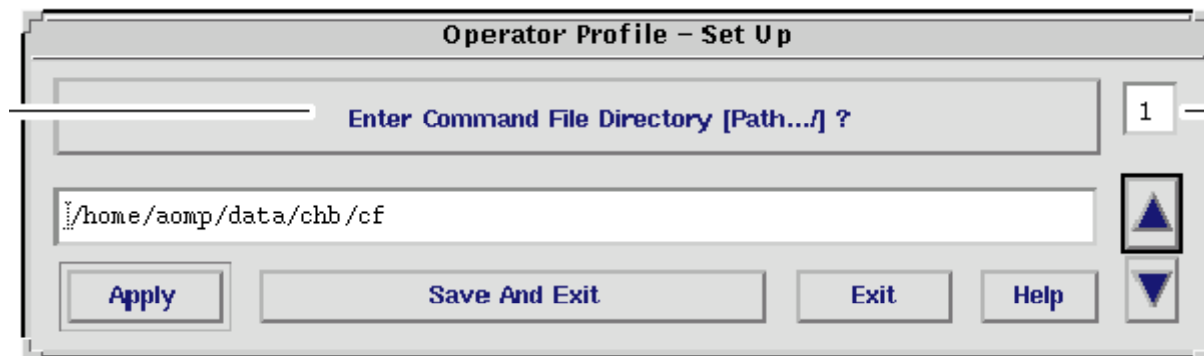 Operator Profile – Set Up
Enter Command File Directory [Path.../] ?
1
/home/aomp/data/chb/cf
Apply
Save And Exit
Exit
Help